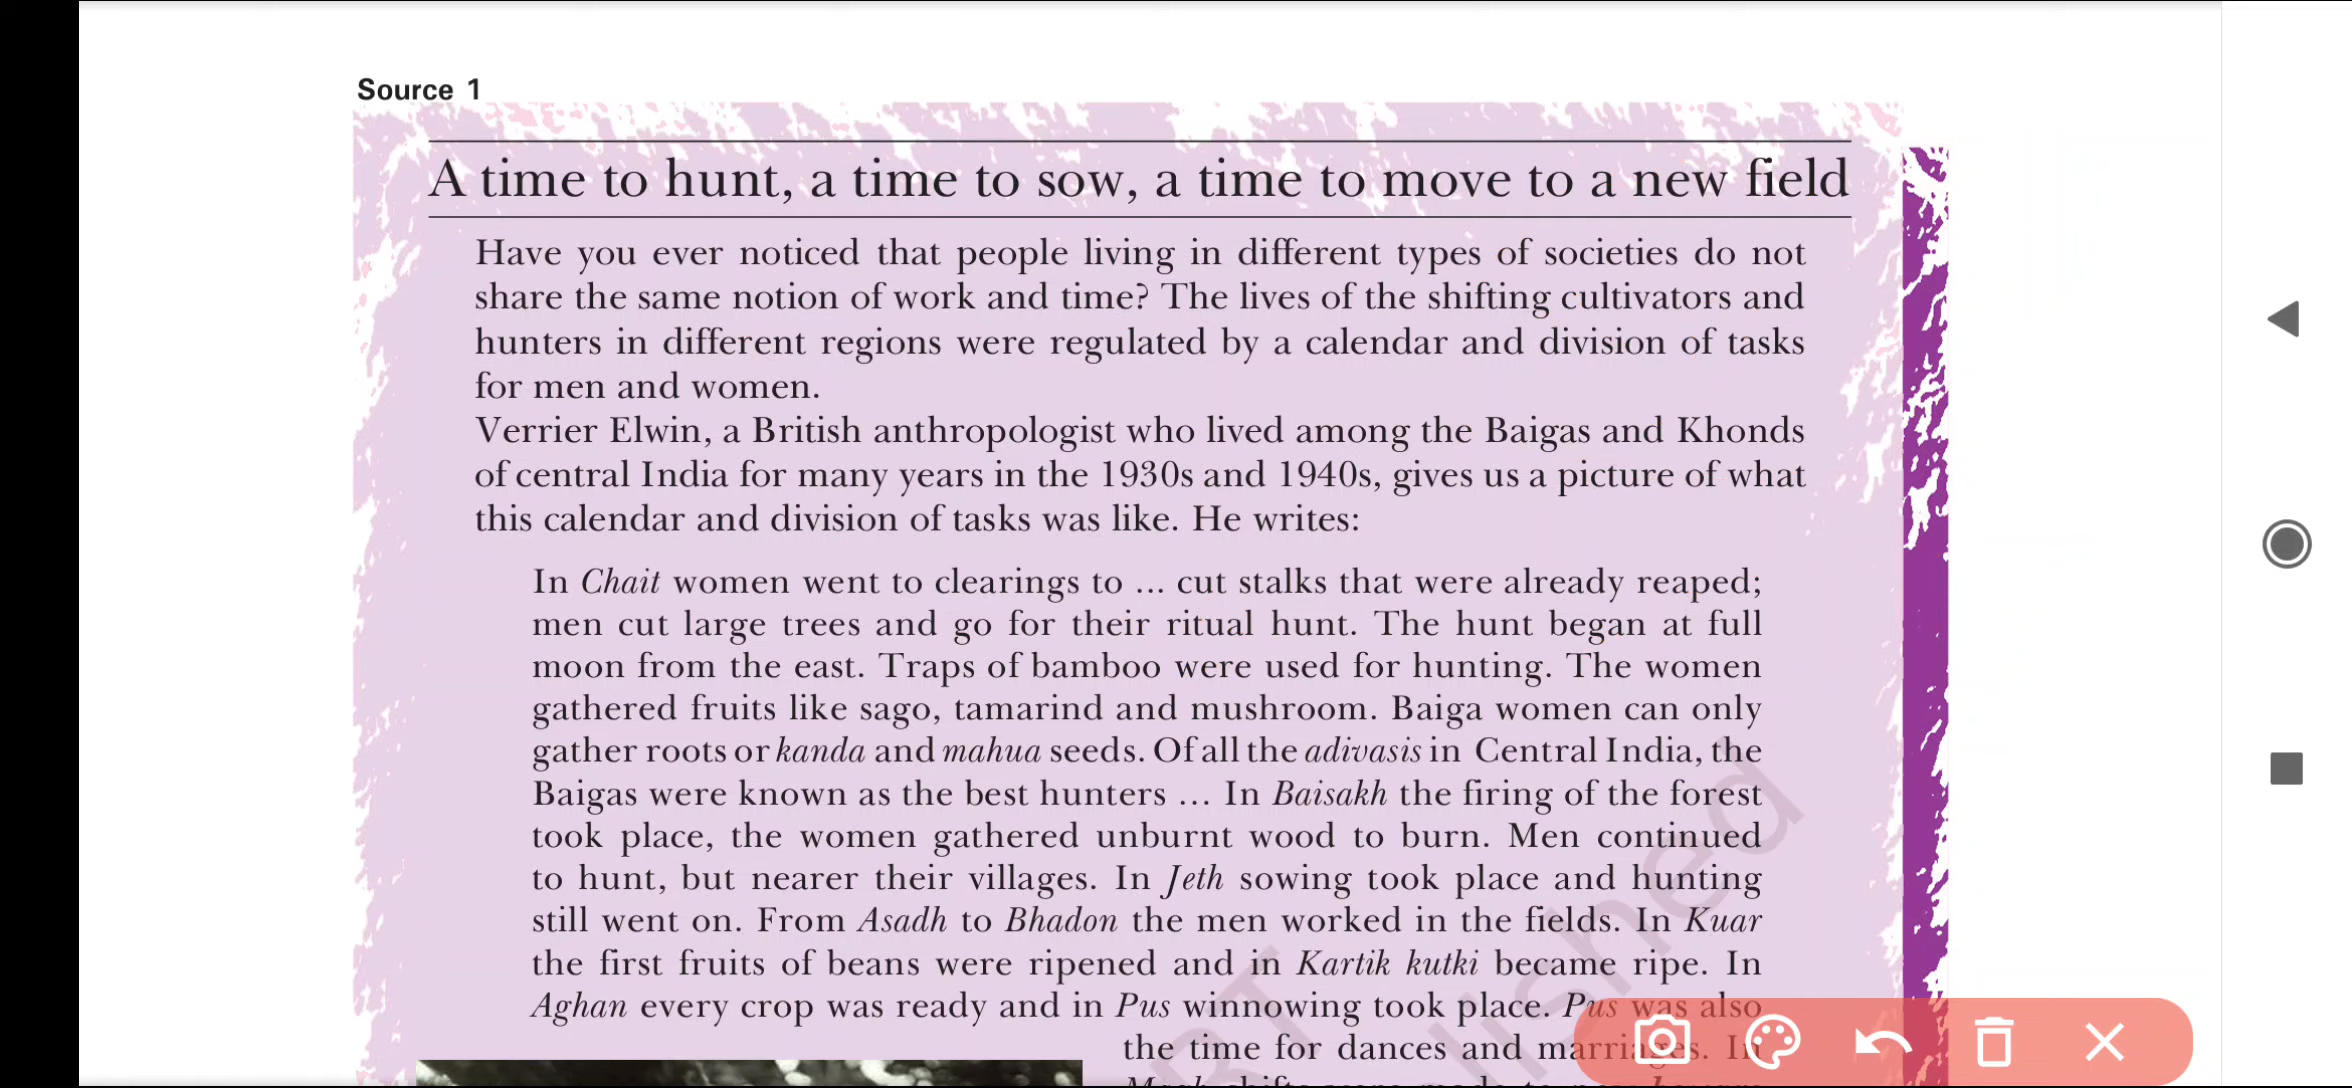 Source 1
A time to hunt, a time to sow, a time to move to a new field
Have you ever noticed that people living in different types of societies do not
share the same notion of work and time? The lives of the shifting cultivators and
hunters in different regions were regulated by a calendar and division of tasks
for men and women.
Verrier Elwin, a British anthropologist who lived among the Baigas and Khonds
of central India for many years in the 1930s and 1940s, gives us a picture of what
this calendar and division of tasks was like. He writes:
In Chait women went to clearings to ... cut stalks that were already reaped;
men cut large trees and go for their ritual hunt. The hunt began at full
moon from the east. Traps of bamboo were used for hunting. The women
gathered fruits like sago, tamarind and mushroom. Baiga women can only
gather roots or kanda and mahua seeds. Of all the adivasis in Central India, the
Baigas were known as the best hunters ... In Baisakh the firing of the forest
took place, the women gathered unburnt wood to burn. Men continued
to hunt, but nearer their villages. In Jeth sowing took place and hunting
still went on. From Asadh to Bhadon the men worked in the fields. In Kuar
the first fruits of beans were ripened and in Kartik kutki became ripe. In
Aghan every crop was ready and in Pus winnowing took place. Pus was also
the time for dances and marriages. In